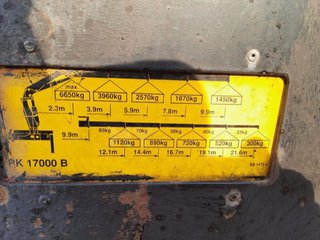 max.
6650kg 3960kg 2570kg 1870kg 1450kg
2.3m 3.9m 5.9m 7.8m 9.9m
85kg 70kg 50kg 40kg 33kg
9.9m 1120kg 890kg 720kg 520kg 300kg
12.1m 14.4m 16.7m 19.1m 21.6m
PK 17000 B